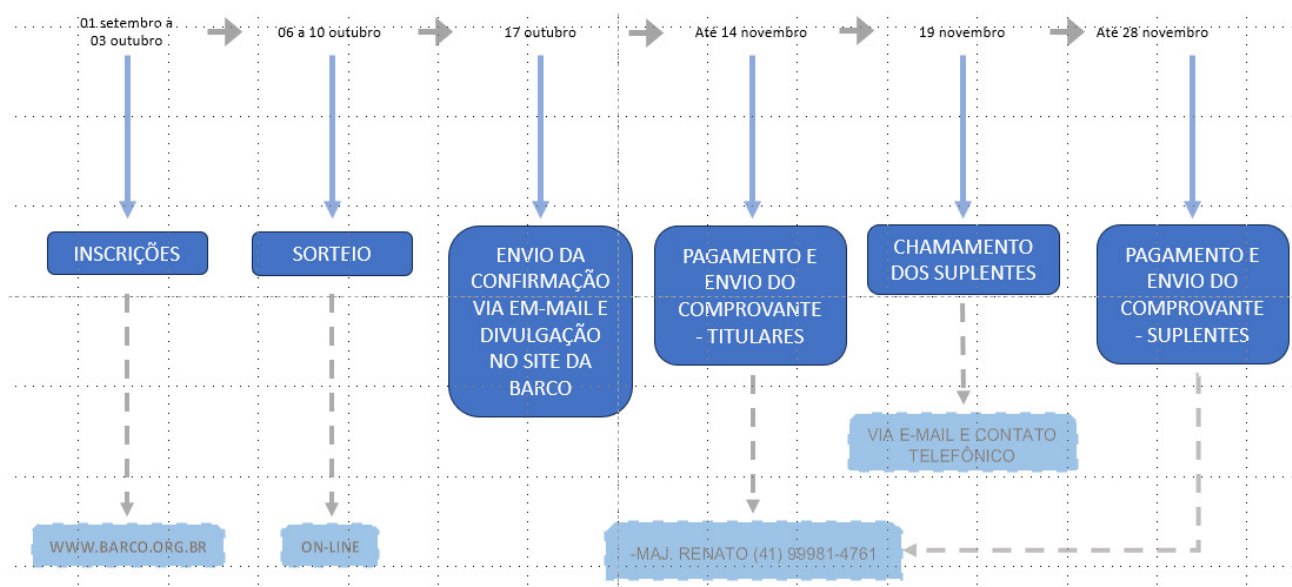 01 setembro à
03 outubro
06 a 10 outubro
17 outubro
Até 14 novembro
19 novembro
Até 28 novembro
INSCRIÇÕES
SORTEIO
ENVIO DA
CONFIRMAÇÃO
VIA EM-MAIL E
DIVULGAÇÃO
NO SITE DA
BARCO
PAGAMENTO E
ENVIO DO
COMPROVANTE
- TITULARES
CHAMAMENTO
DOS SUPLENTES
PAGAMENTO E
ENVIO DO
COMPROVANTE
- SUPLENTES
VIA E-MAIL E CONTATO
TELEFÔNICO
WWW.BARCO.ORG.BR
ON-LINE
-MAJ. RENATO (41) 99981-4761